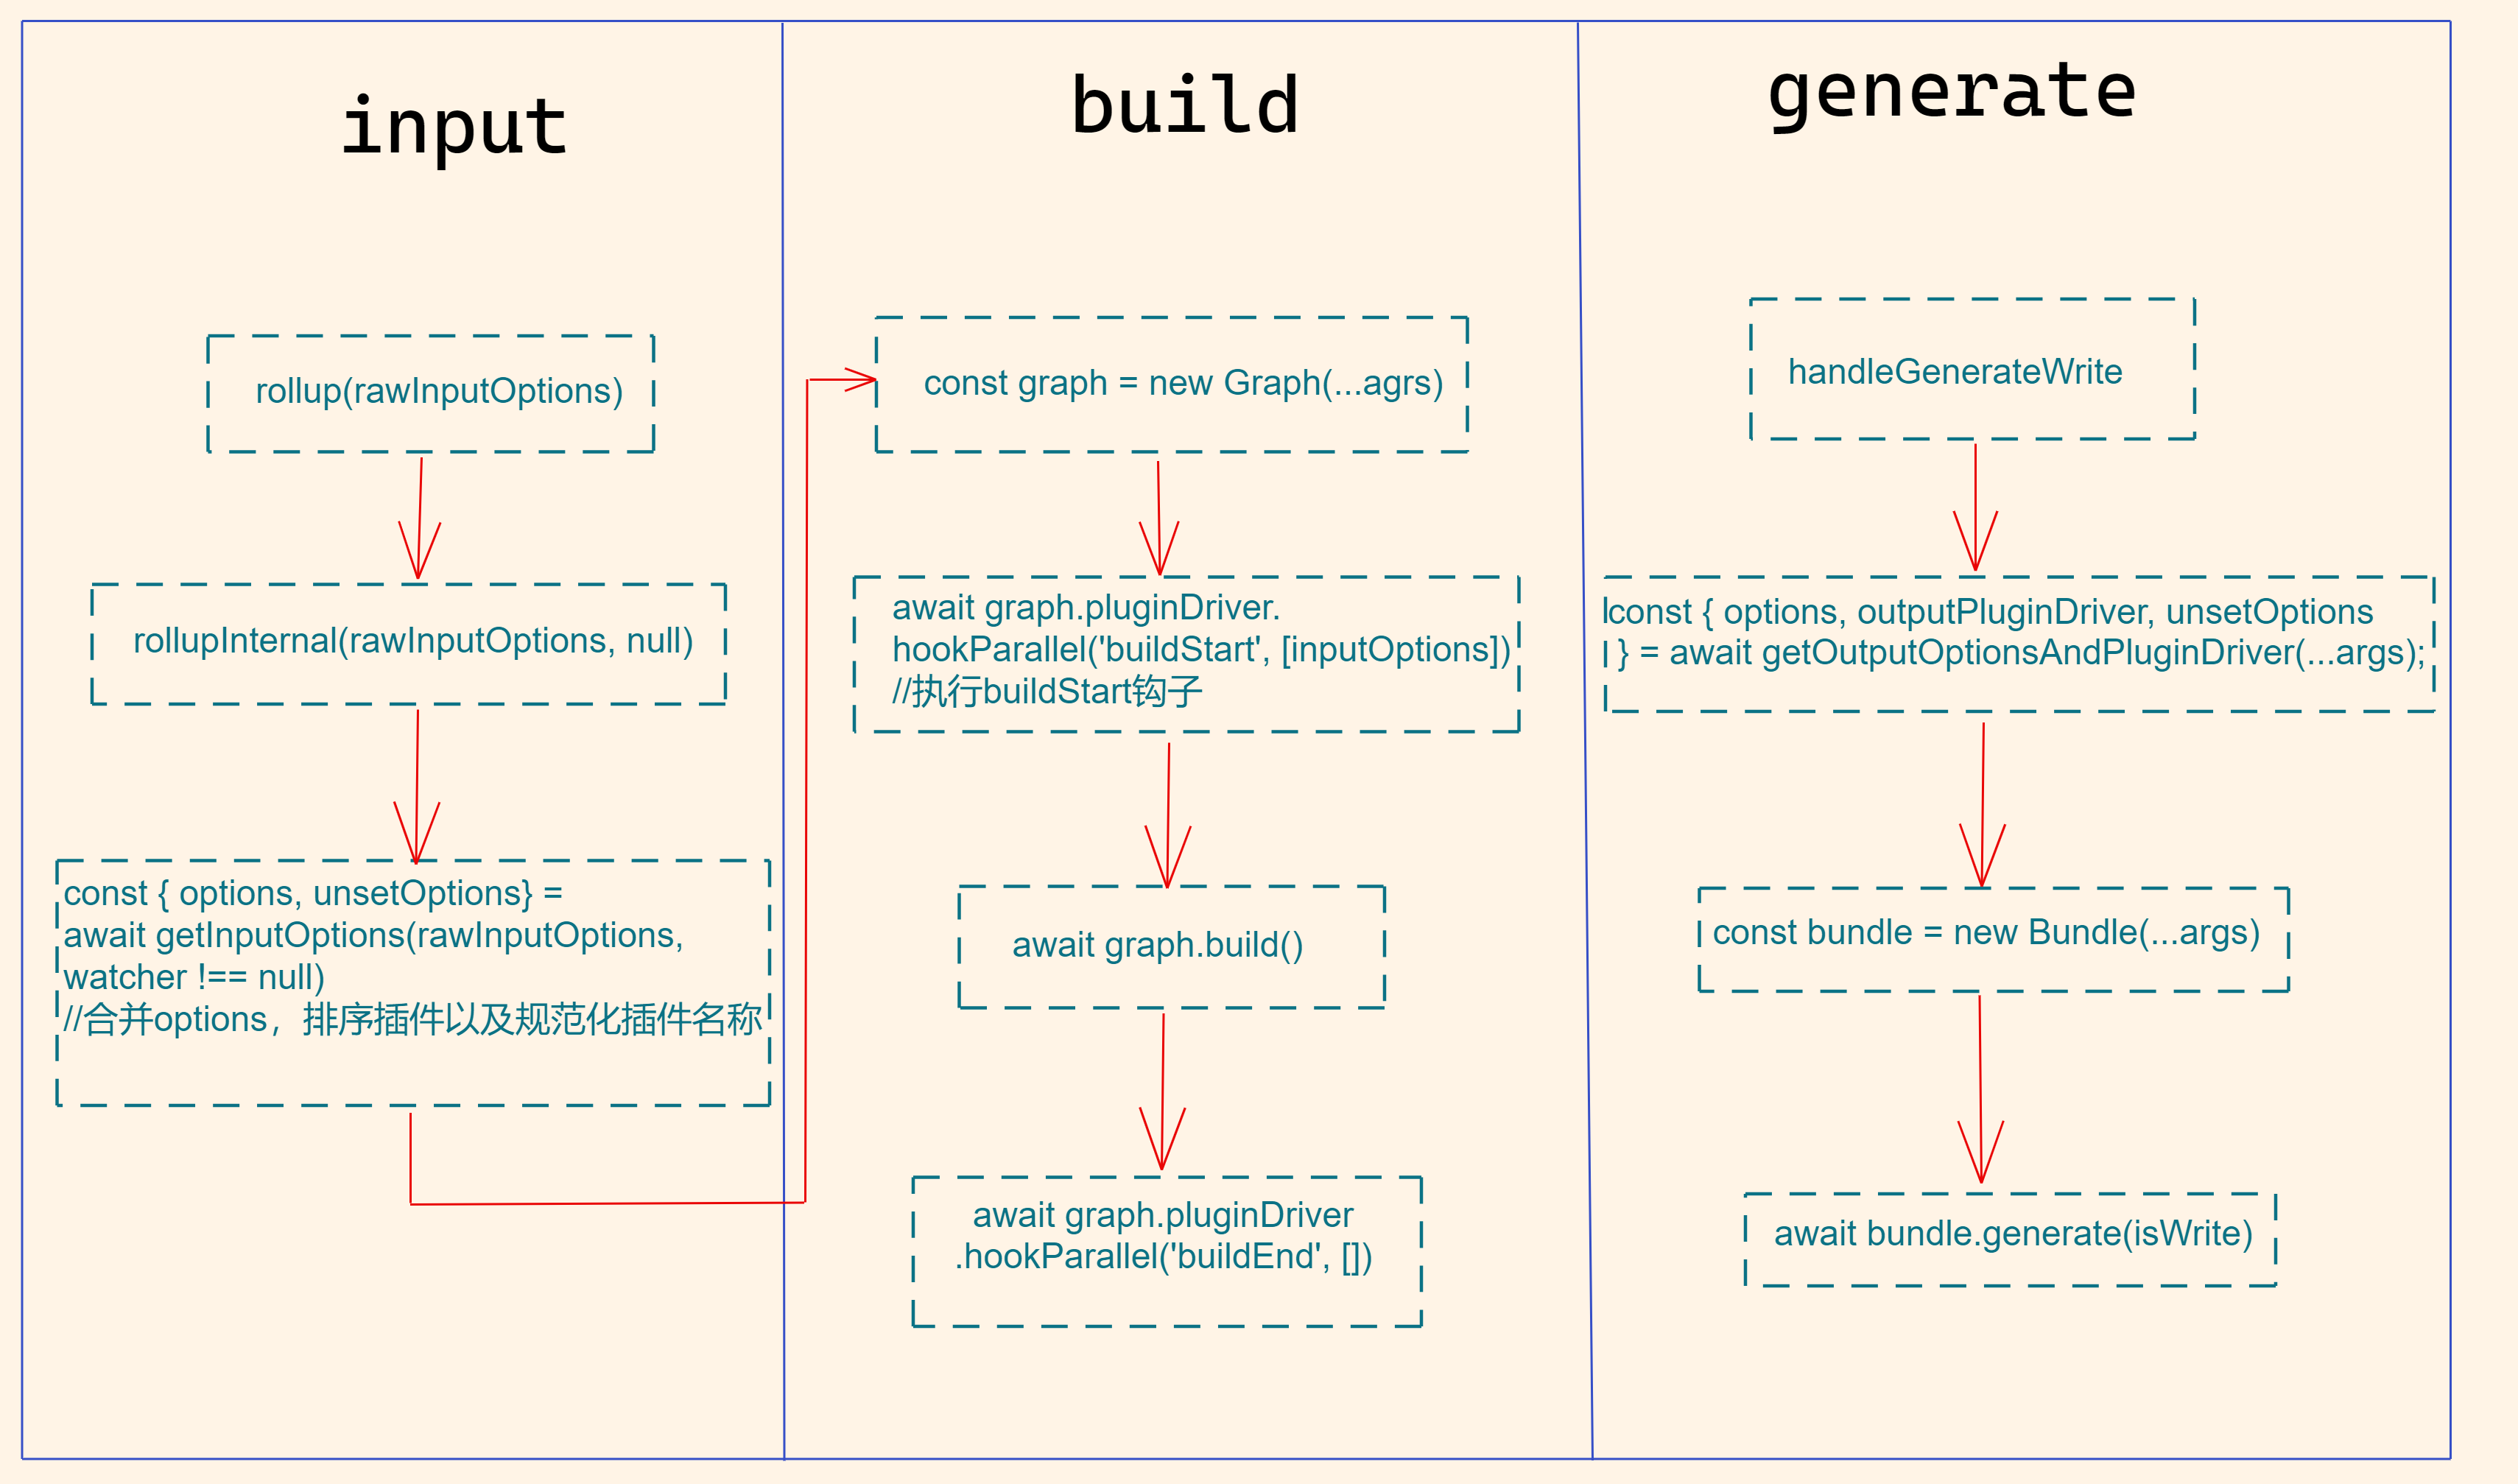 input
rollup(rawInputOptions)
rollupInternal(rawInputOptions, null)
const { options, unsetOptions} =
await getInputOptions(rawInputOptions,
watcher !== null)
//合并options，排序插件以及规范化插件名称
build
const graph = new Graph(...agrs)
await graph.pluginDriver.
hookParallel('buildStart', [inputOptions])
//执行buildStart钩子
await graph.build()
await graph.pluginDriver
.hookParallel('buildEnd', [])
generate
handleGenerateWrite
const { options, outputPluginDriver, unsetOptions
} = await getOutputOptionsAndPluginDriver(...args);
const bundle = new Bundle(...args)
await bundle.generate(isWrite)